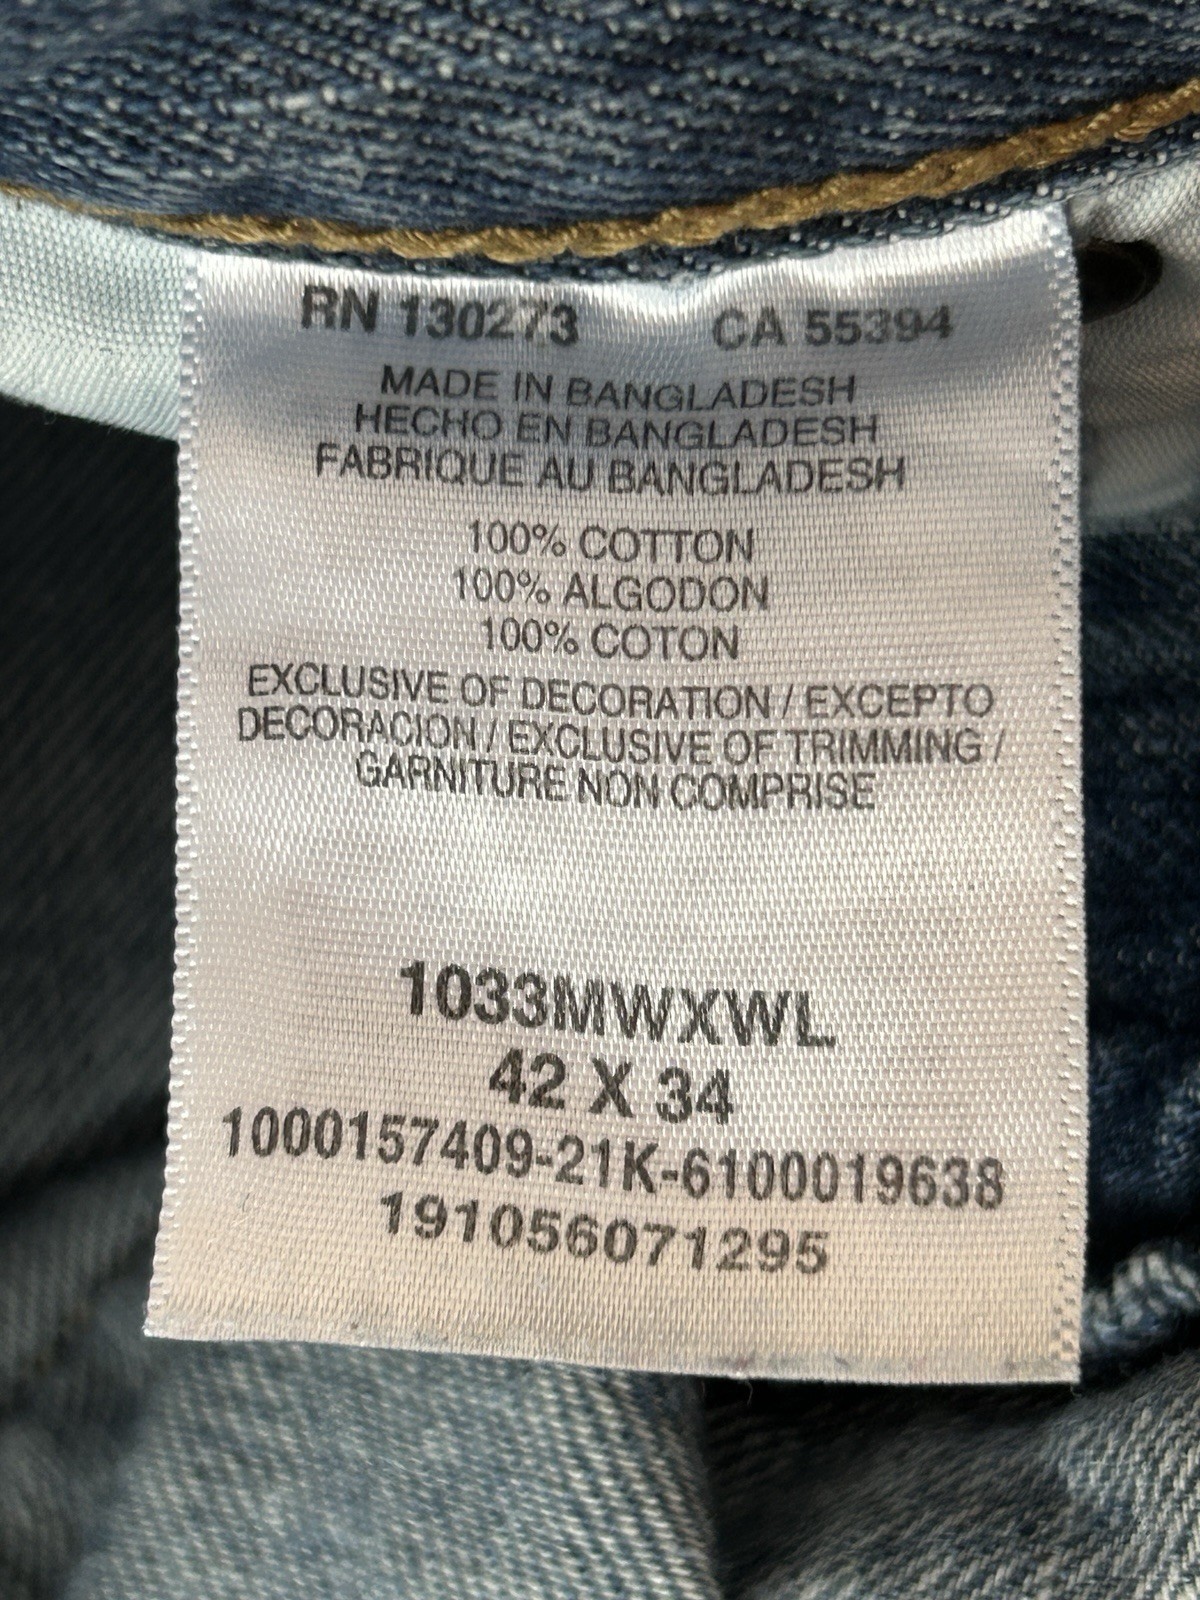 RN 130273 CA 55394
MADE IN BANGLADESH
HECHO EN BANGLADESH
FABRIQUE AU BANGLADESH
100% COTTON
100% ALGODON
100% COTON
EXCLUSIVE OF DECORATION / EXCEPTO
DECORACION / EXCLUSIVE OF TRIMMING /
GARNITURE NON COMPRISE
1033MWXWL
42 X 34
1000157409-21K-6100019638
191056071295